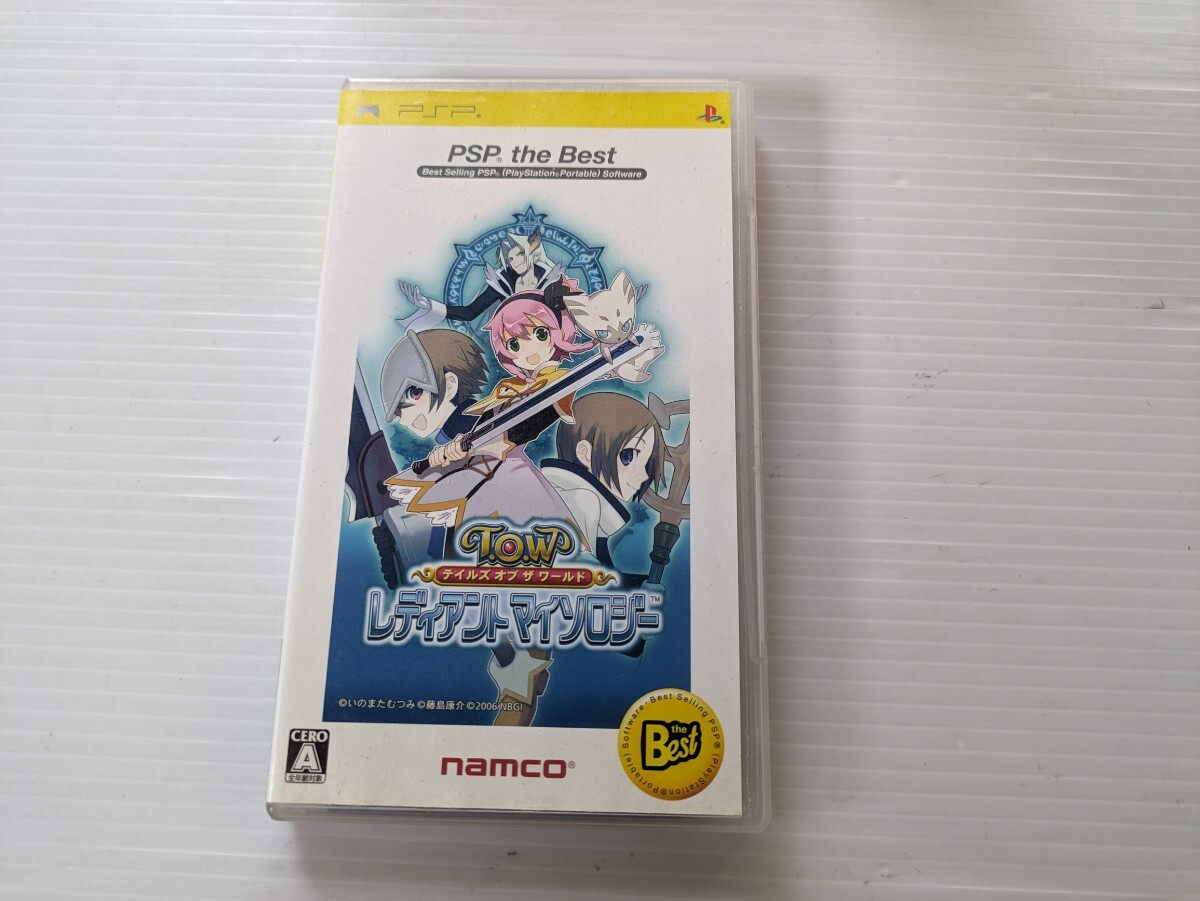 PSP®
PSP® the Best
Best Selling PSP® (PlayStation®Portable) Software
T.O.W
テイルズ オブ ザ ワールド
レディアント マイソロジー™
©いのまたむつみ ©藤島康介 ©2006 NBGI
CERO
A
全年齢対象
namco®
Software・Best Selling PSP® (PlayStation®Portable)
the
Best